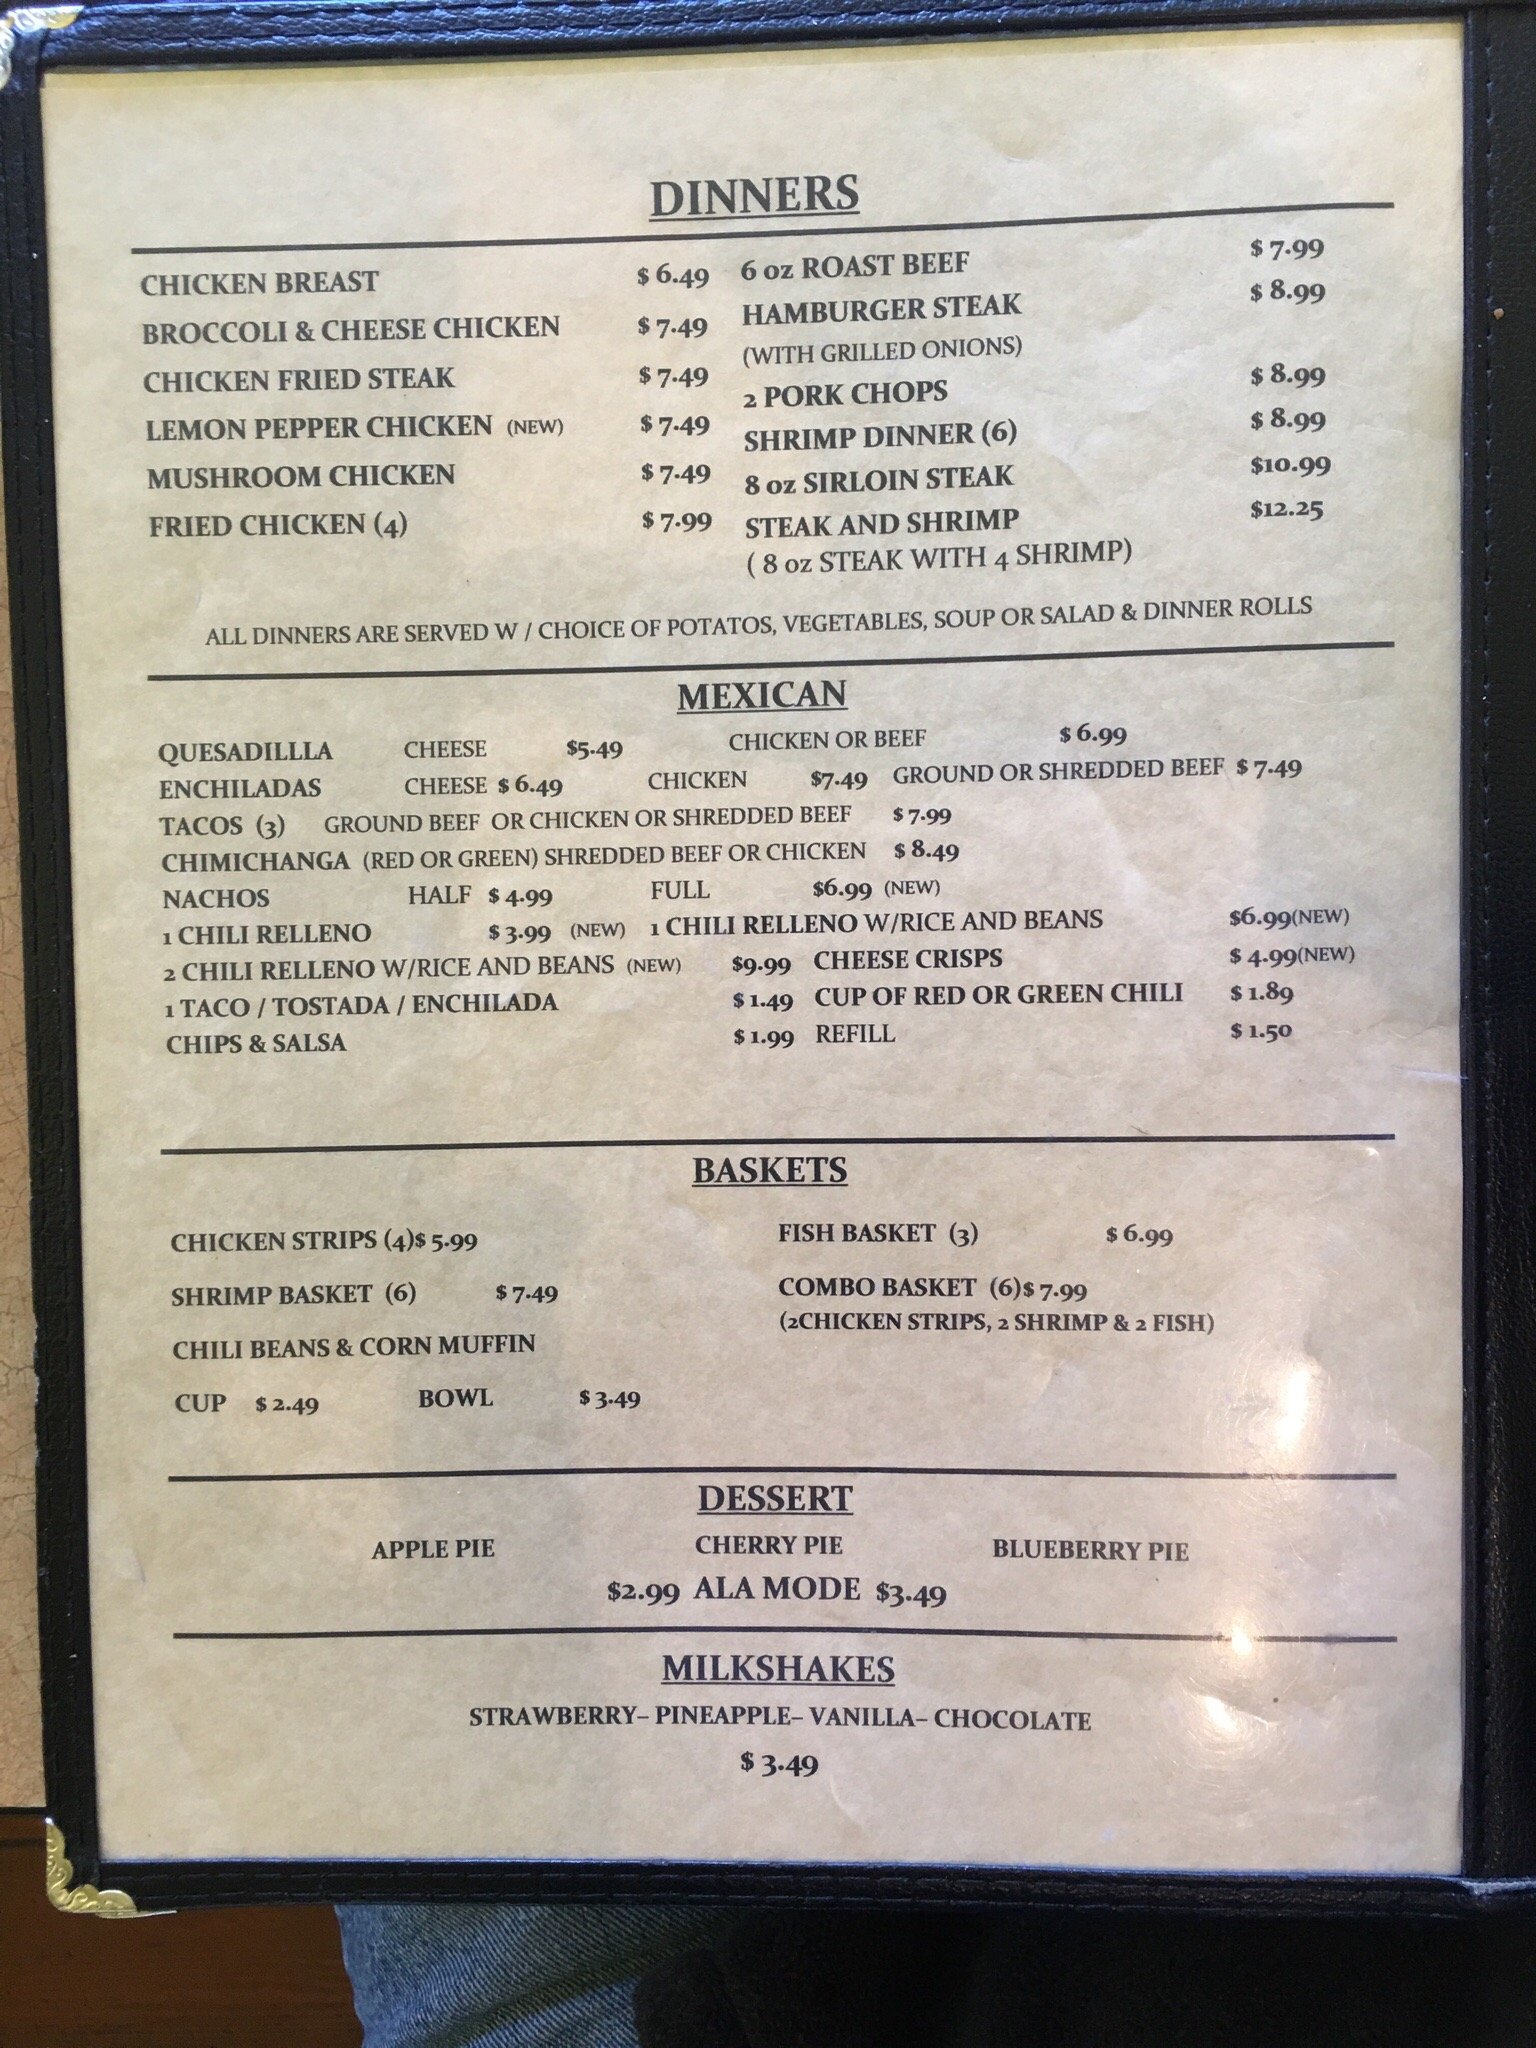 DINNERS
CHICKEN BREAST $ 6.49
BROCCOLI & CHEESE CHICKEN $ 7.49
CHICKEN FRIED STEAK $ 7.49
LEMON PEPPER CHICKEN (NEW) $ 7.49
MUSHROOM CHICKEN $ 7.49
FRIED CHICKEN (4) $ 7.99
6 oz ROAST BEEF $ 7.99
HAMBURGER STEAK $ 8.99
(WITH GRILLED ONIONS)
2 PORK CHOPS $ 8.99
SHRIMP DINNER (6) $ 8.99
8 oz SIRLOIN STEAK $10.99
STEAK AND SHRIMP $12.25
( 8 oz STEAK WITH 4 SHRIMP)
ALL DINNERS ARE SERVED W / CHOICE OF POTATOS, VEGETABLES, SOUP OR SALAD & DINNER ROLLS
MEXICAN
QUESADILLLA CHEESE $5.49 CHICKEN OR BEEF $ 6.99
ENCHILADAS CHEESE $ 6.49 CHICKEN $7.49 GROUND OR SHREDDED BEEF $ 7.49
TACOS (3) GROUND BEEF OR CHICKEN OR SHREDDED BEEF $ 7.99
CHIMICHANGA (RED OR GREEN) SHREDDED BEEF OR CHICKEN $ 8.49
NACHOS HALF $ 4.99 FULL $6.99 (NEW)
1 CHILI RELLENO $ 3.99 (NEW) 1 CHILI RELLENO W/RICE AND BEANS $6.99(NEW)
2 CHILI RELLENO W/RICE AND BEANS (NEW) $9.99 CHEESE CRISPS $ 4.99(NEW)
1 TACO / TOSTADA / ENCHILADA $ 1.49 CUP OF RED OR GREEN CHILI $ 1.89
CHIPS & SALSA $ 1.99 REFILL $ 1.50
BASKETS
CHICKEN STRIPS (4)$ 5.99 FISH BASKET (3) $ 6.99
SHRIMP BASKET (6) $ 7.49 COMBO BASKET (6)$ 7.99
(2CHICKEN STRIPS, 2 SHRIMP & 2 FISH)
CHILI BEANS & CORN MUFFIN
CUP $ 2.49 BOWL $ 3.49
DESSERT
APPLE PIE CHERRY PIE BLUEBERRY PIE
$2.99 ALA MODE $3.49
MILKSHAKES
STRAWBERRY– PINEAPPLE– VANILLA– CHOCOLATE
$ 3.49